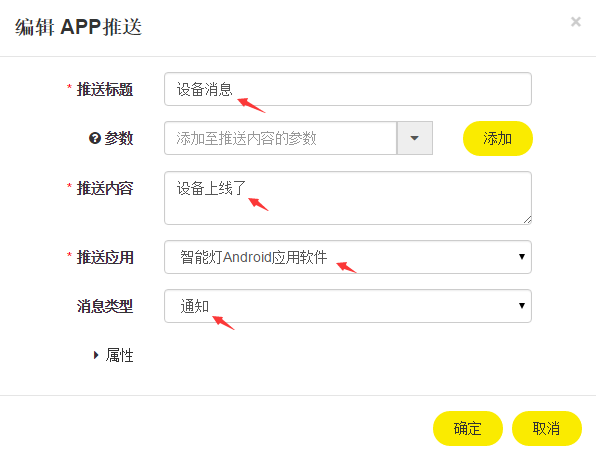 编辑 APP推送
×
* 推送标题 设备消息
? 参数 添加至推送内容的参数 添加
* 推送内容 设备上线了
* 推送应用 智能灯Android应用软件
消息类型 通知
属性
确定 取消